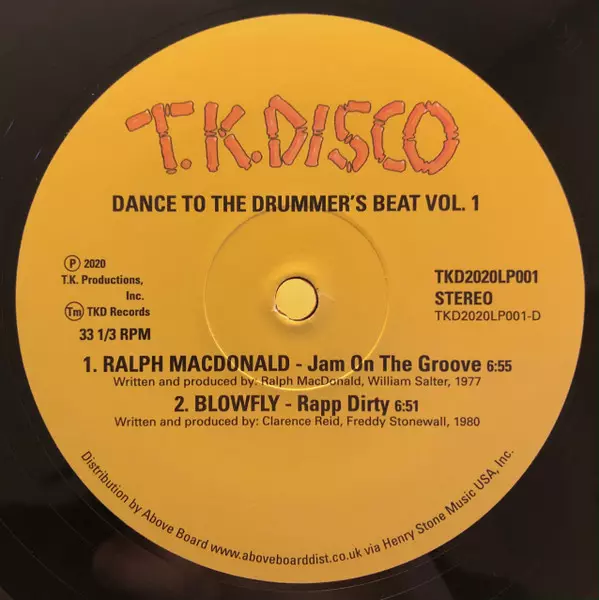 T.K.DISCO
DANCE TO THE DRUMMER'S BEAT VOL. 1
Ⓟ 2020
T.K. Productions,
Inc.
Tm TKD Records
33 1/3 RPM
TKD2020LP001
STEREO
TKD2020LP001-D
1. RALPH MACDONALD - Jam On The Groove 6:55
Written and produced by: Ralph MacDonald, William Salter, 1977
2. BLOWFLY - Rapp Dirty 6:51
Written and produced by: Clarence Reid, Freddy Stonewall, 1980
Distribution by Above Board www.aboveboarddist.co.uk via Henry Stone Music USA, Inc.